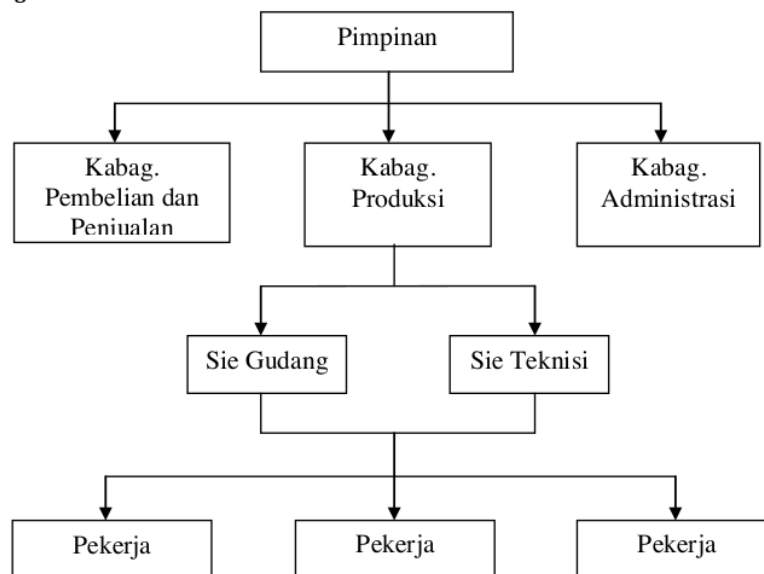 Pimpinan
Kabag.
Pembelian dan
Penjualan
Kabag.
Produksi
Kabag.
Administrasi
Sie Gudang
Sie Teknisi
Pekerja
Pekerja
Pekerja